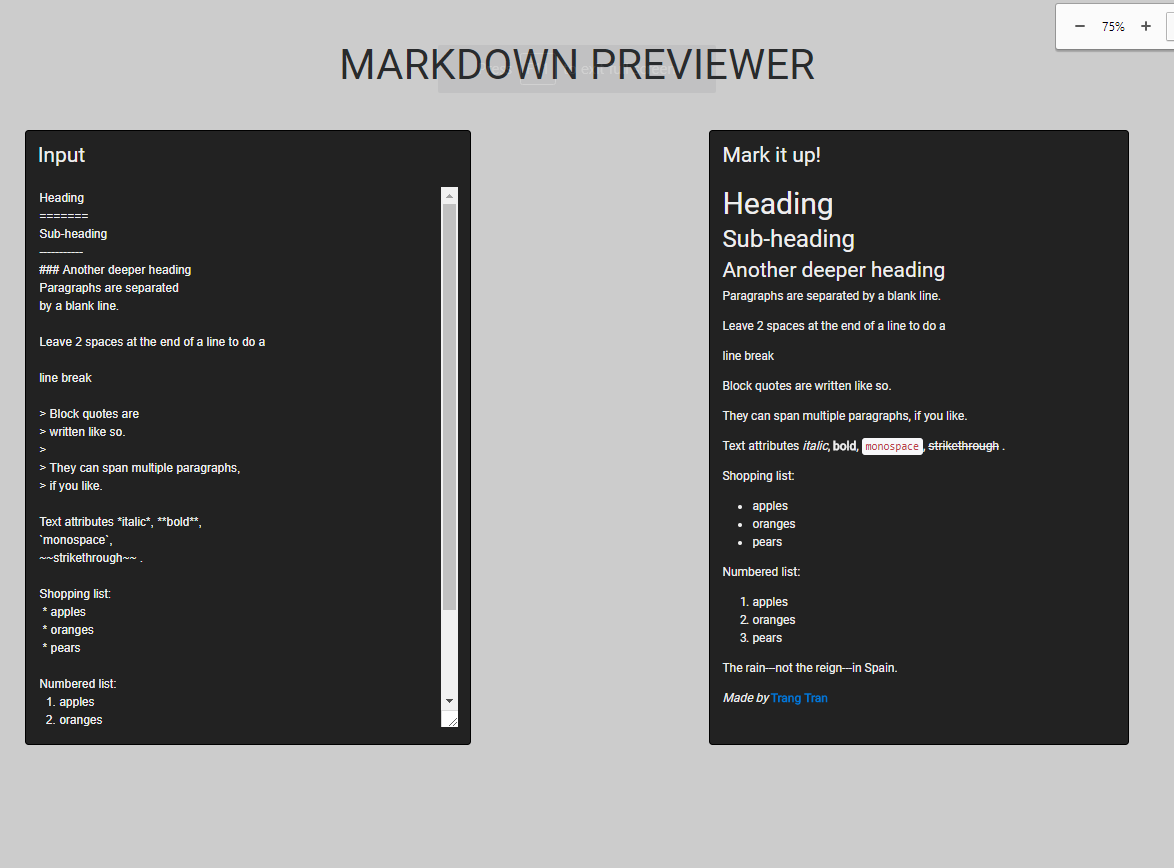 75%
MARKDOWN PREVIEWER
Input
Heading
=======
Sub-heading
-----------
### Another deeper heading
Paragraphs are separated
by a blank line.
Leave 2 spaces at the end of a line to do a
line break
> Block quotes are
> written like so.
>
> They can span multiple paragraphs,
> if you like.
Text attributes *italic*, **bold**,
`monospace`,
~~strikethrough~~ .
Shopping list:
* apples
* oranges
* pears
Numbered list:
1. apples
2. oranges
Mark it up!
Heading
Sub-heading
Another deeper heading
Paragraphs are separated by a blank line.
Leave 2 spaces at the end of a line to do a
line break
Block quotes are written like so.
They can span multiple paragraphs, if you like.
Text attributes italic, bold, monospace, strikethrough .
Shopping list:
• apples
• oranges
• pears
Numbered list:
1. apples
2. oranges
3. pears
The rain---not the reign---in Spain.
Made by Trang Tran